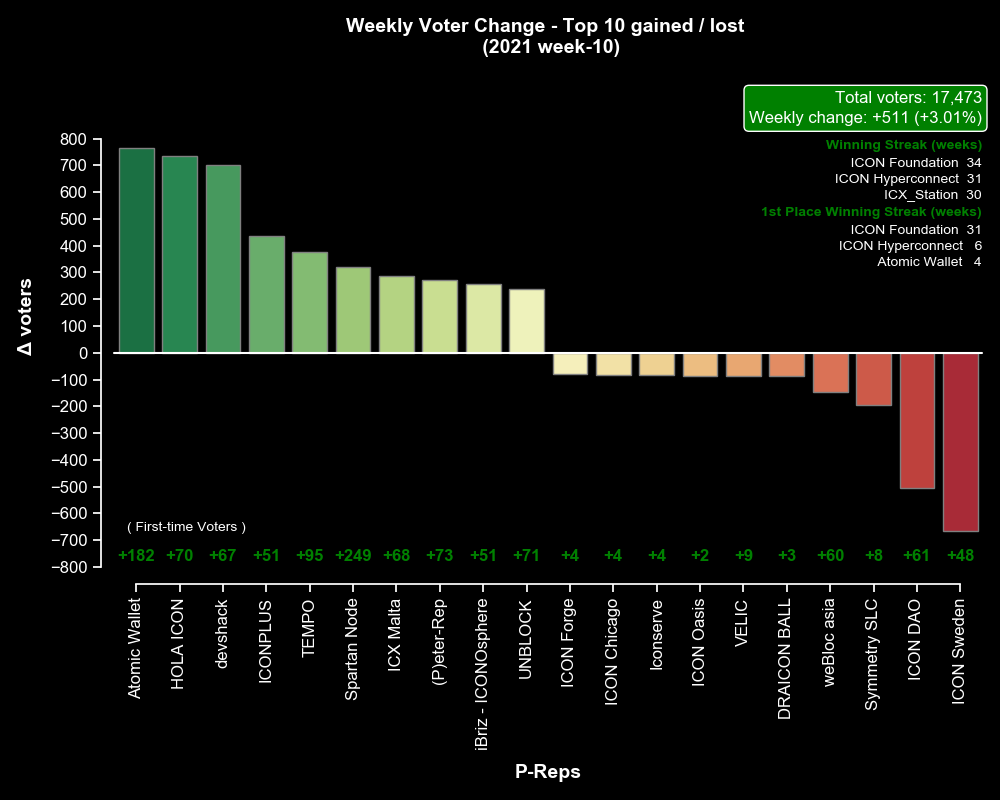 Weekly Voter Change - Top 10 gained / lost
(2021 week-10)
Total voters: 17,473
Weekly change: +511 (+3.01%)
Winning Streak (weeks)
ICON Foundation 34
ICON Hyperconnect 31
ICX_Station 30
1st Place Winning Streak (weeks)
ICON Foundation 31
ICON Hyperconnect 6
Atomic Wallet 4
Δ voters
800
700
600
500
400
300
200
100
0
−100
−200
−300
−400
−500
−600
−700
−800
( First-time Voters )
+182 +70 +67 +51 +95 +249 +68 +73 +51 +71 +4 +4 +4 +2 +9 +3 +60 +8 +61 +48
Atomic Wallet
HOLA ICON
devshack
ICONPLUS
TEMPO
Spartan Node
ICX Malta
(P)eter-Rep
iBriz - ICONOsphere
UNBLOCK
ICON Forge
ICON Chicago
Iconserve
ICON Oasis
VELIC
DRAICON BALL
weBloc asia
Symmetry SLC
ICON DAO
ICON Sweden
P-Reps